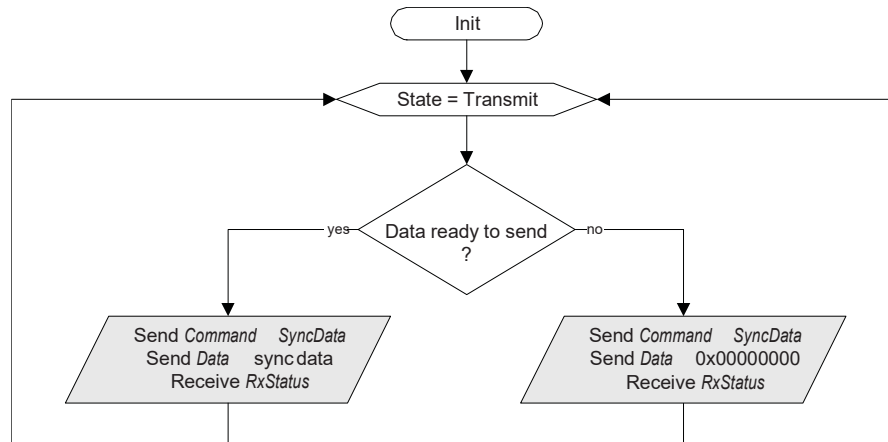 Init
State = Transmit
Data ready to send
?
yes
no
Send Command SyncData
Send Data sync data
Receive RxStatus
Send Command SyncData
Send Data 0x00000000
Receive RxStatus